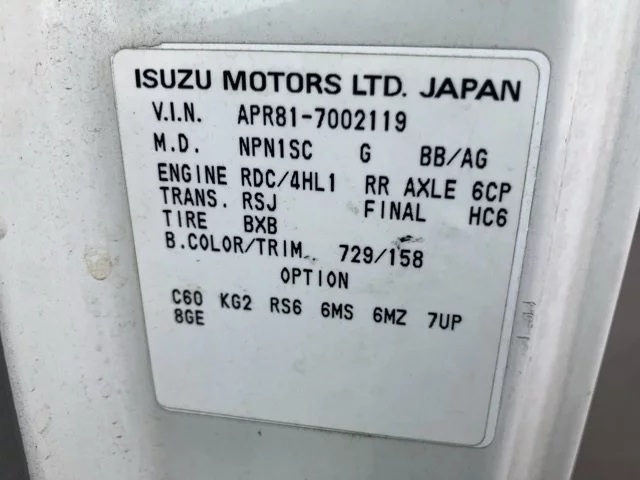 ISUZU MOTORS LTD. JAPAN
V.I.N. APR81-7002119
M.D. NPN1SC G BB/AG
ENGINE RDC/4HL1 RR AXLE 6CP
TRANS. RSJ FINAL HC6
TIRE BXB
B.COLOR/TRIM 729/158
OPTION
C60 KG2 RS6 6MS 6MZ 7UP
8GE